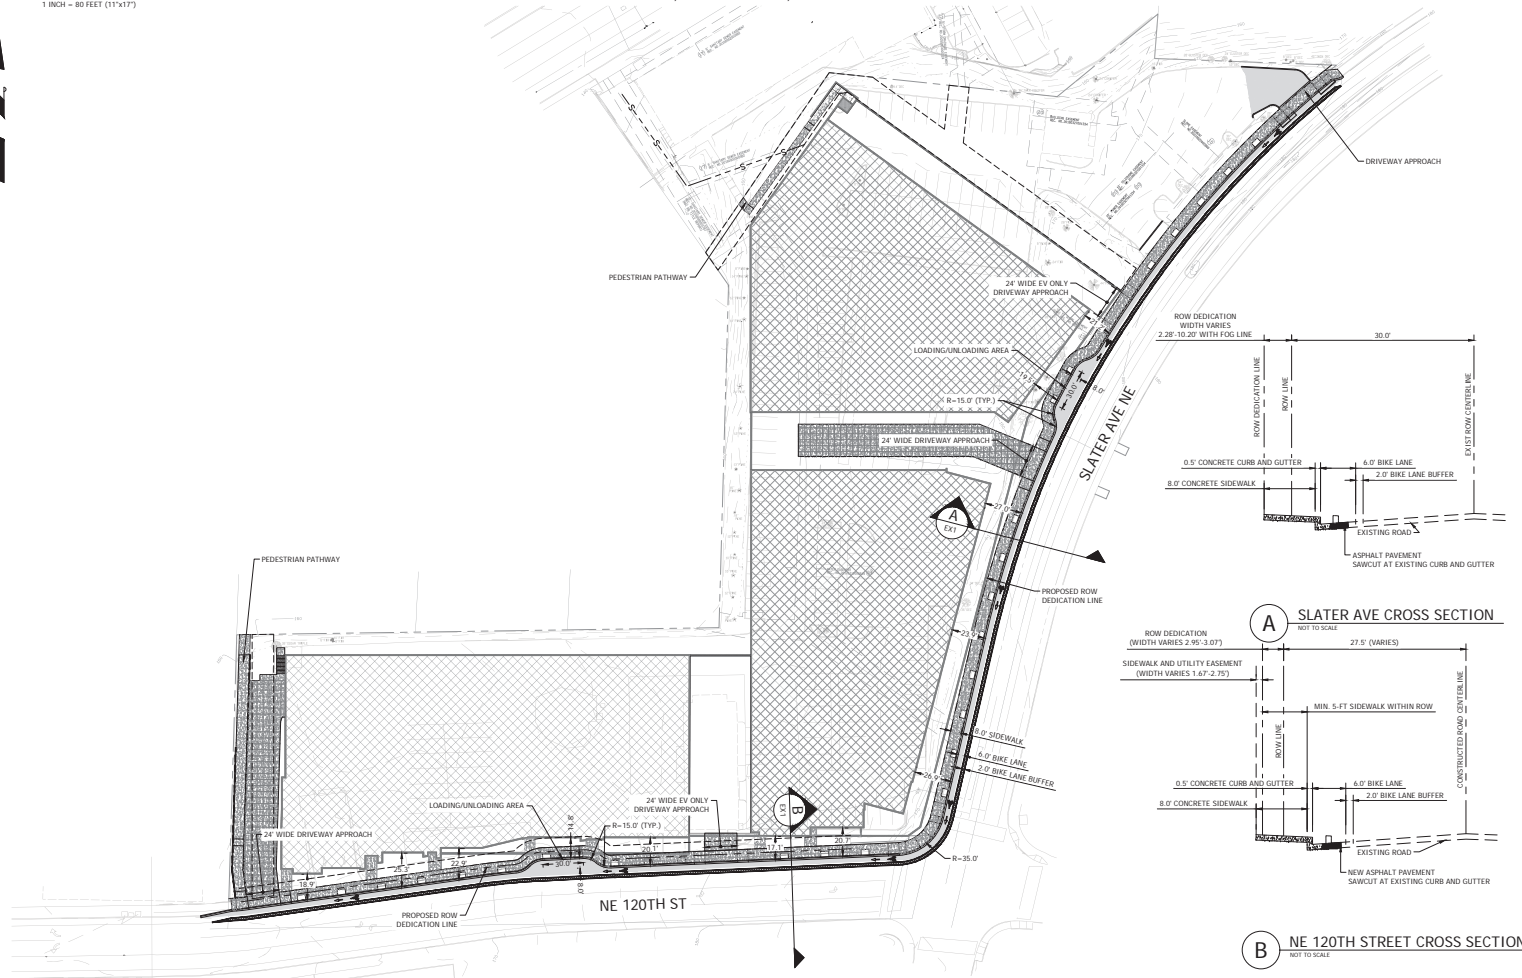 1 INCH = 80 FEET (11"x17")
DRIVEWAY APPROACH
PEDESTRIAN PATHWAY
24' WIDE EV ONLY
DRIVEWAY APPROACH
LOADING/UNLOADING AREA
19.5'
30.0'
8.0'
R=15.0' (TYP.)
24' WIDE DRIVEWAY APPROACH
SLATER AVE NE
27.0'
A
EX1
PROPOSED ROW
DEDICATION LINE
23.9'
8.0' SIDEWALK
6.0' BIKE LANE
2.0' BIKE LANE BUFFER
26.9'
PEDESTRIAN PATHWAY
LOADING/UNLOADING AREA
24' WIDE EV ONLY
DRIVEWAY APPROACH
B
EX1
14.8'
R=15.0' (TYP.)
24' WIDE DRIVEWAY APPROACH
18.9'
25.3'
22.9'
30.0'
8.0'
20.1'
17.1'
20.7'
R=35.0'
PROPOSED ROW
DEDICATION LINE
NE 120TH ST
ROW DEDICATION
WIDTH VARIES
2.28'-10.20' WITH FOG LINE
30.0'
ROW DEDICATION LINE
ROW LINE
EXIST ROW CENTERLINE
0.5' CONCRETE CURB AND GUTTER
6.0' BIKE LANE
2.0' BIKE LANE BUFFER
8.0' CONCRETE SIDEWALK
EXISTING ROAD
ASPHALT PAVEMENT
SAWCUT AT EXISTING CURB AND GUTTER
A
SLATER AVE CROSS SECTION
NOT TO SCALE
ROW DEDICATION
(WIDTH VARIES 2.95'-3.07')
27.5' (VARIES)
SIDEWALK AND UTILITY EASEMENT
(WIDTH VARIES 1.67'-2.75')
MIN. 5-FT SIDEWALK WITHIN ROW
ROW LINE
CONSTRUCTED ROAD CENTERLINE
0.5' CONCRETE CURB AND GUTTER
6.0' BIKE LANE
2.0' BIKE LANE BUFFER
8.0' CONCRETE SIDEWALK
EXISTING ROAD
NEW ASPHALT PAVEMENT
SAWCUT AT EXISTING CURB AND GUTTER
B
NE 120TH STREET CROSS SECTION
NOT TO SCALE